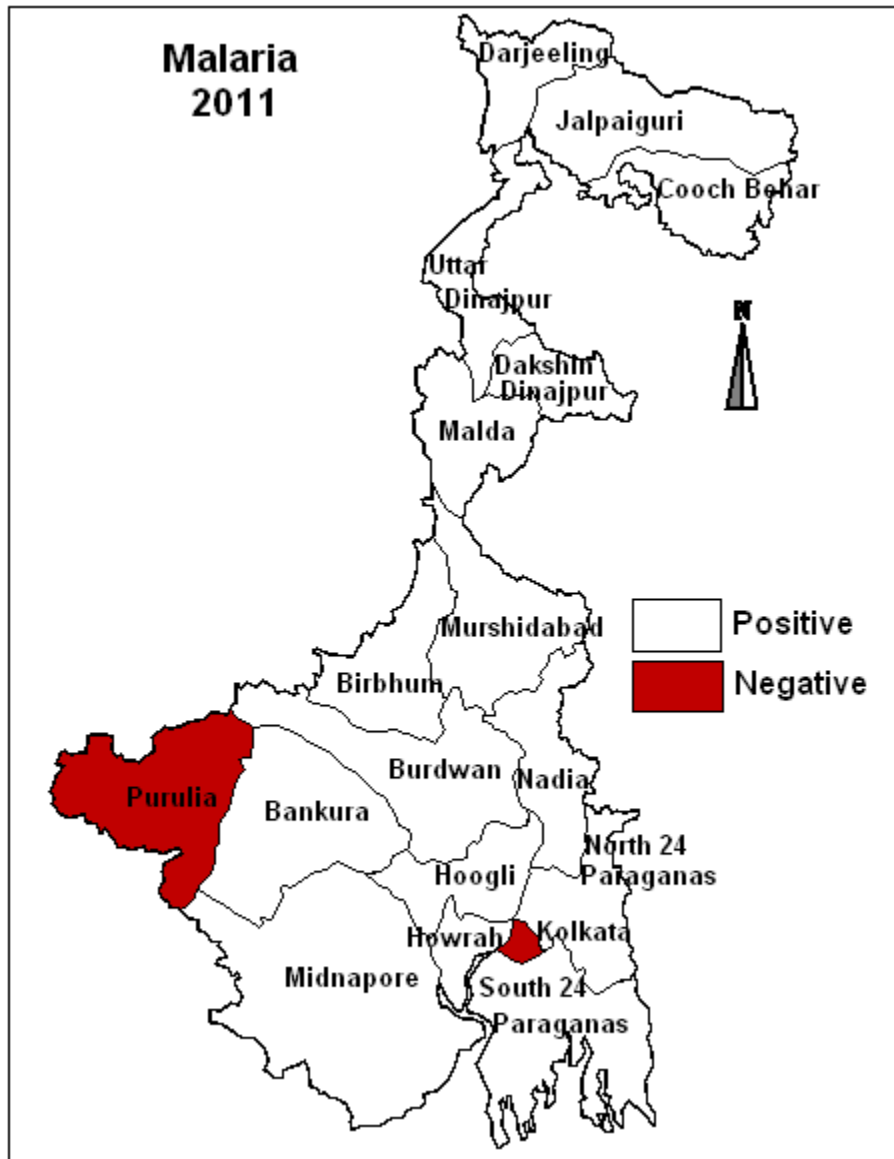 Malaria
2011
Darjeeling
Jalpaiguri
Cooch Behar
Uttar
Dinajpur
N
Dakshin
Dinajpur
Malda
Positive
Murshidabad
Negative
Birbhum
Burdwan
Nadia
Purulia
Bankura
North 24
Paraganas
Hoogli
Howrah
Kolkata
Midnapore
South 24
Paraganas